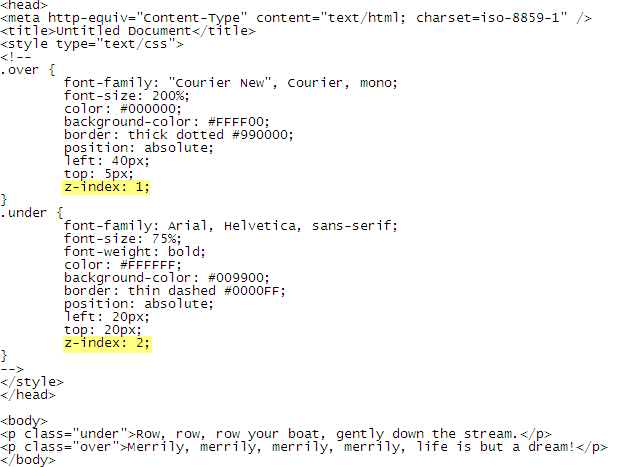 <head>
<meta http-equiv="Content-Type" content="text/html; charset=iso-8859-1" />
<title>Untitled Document</title>
<style type="text/css">
<!--
.over {
        font-family: "Courier New", Courier, mono;
        font-size: 200%;
        color: #000000;
        background-color: #FFFF00;
        border: thick dotted #990000;
        position: absolute;
        left: 40px;
        top: 5px;
        z-index: 1;
}
.under {
        font-family: Arial, Helvetica, sans-serif;
        font-size: 75%;
        font-weight: bold;
        color: #FFFFFF;
        background-color: #009900;
        border: thin dashed #0000FF;
        position: absolute;
        left: 20px;
        top: 20px;
        z-index: 2;
}
-->
</style>
</head>

<body>
<p class="under">Row, row, row your boat, gently down the stream.</p>
<p class="over">Merrily, merrily, merrily, merrily, life is but a dream!</p>
</body>